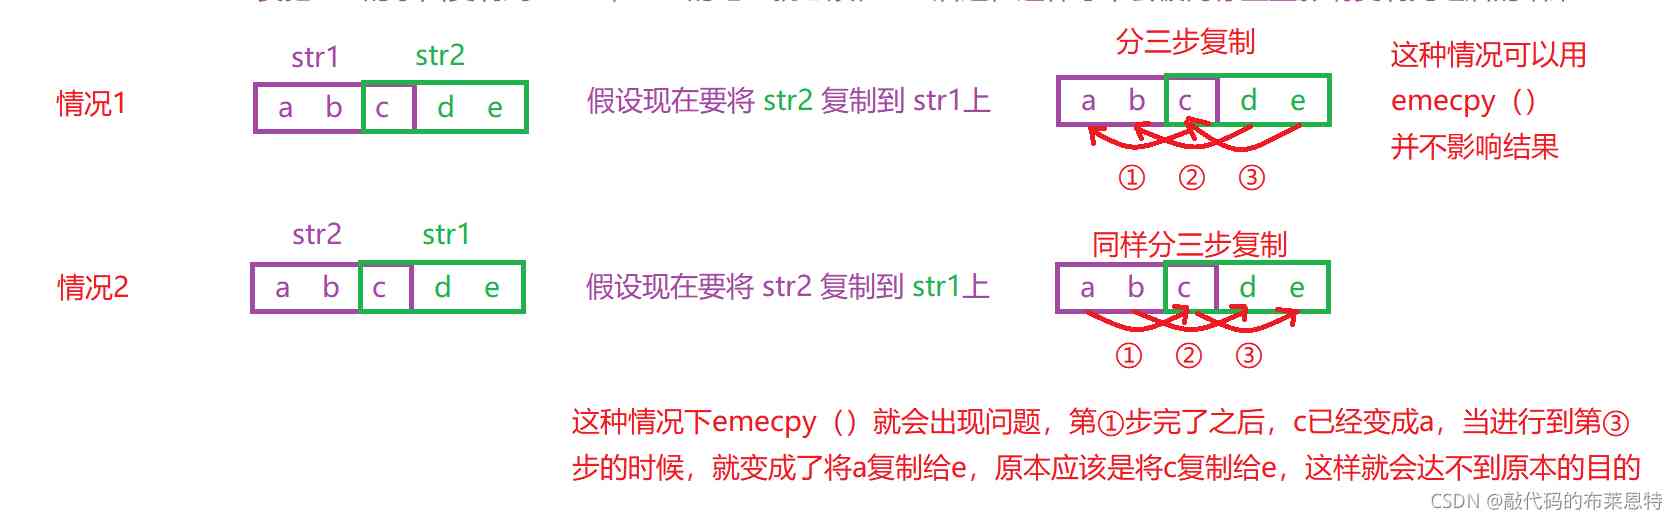 str1 str2
情况1 a b c d e 假设现在要将 str2 复制到 str1上
分三步复制
a b c d e
① ② ③
这种情况可以用
emecpy（）
并不影响结果
str2 str1
情况2 a b c d e 假设现在要将 str2 复制到 str1上
同样分三步复制
a b c d e
① ② ③
这种情况下emecpy（）就会出现问题，第①步完了之后，c已经变成a，当进行到第③
步的时候，就变成了将a复制给e，原本应该是将c复制给e，这样就会达不到原本的目的
CSDN @敲代码的布莱恩特